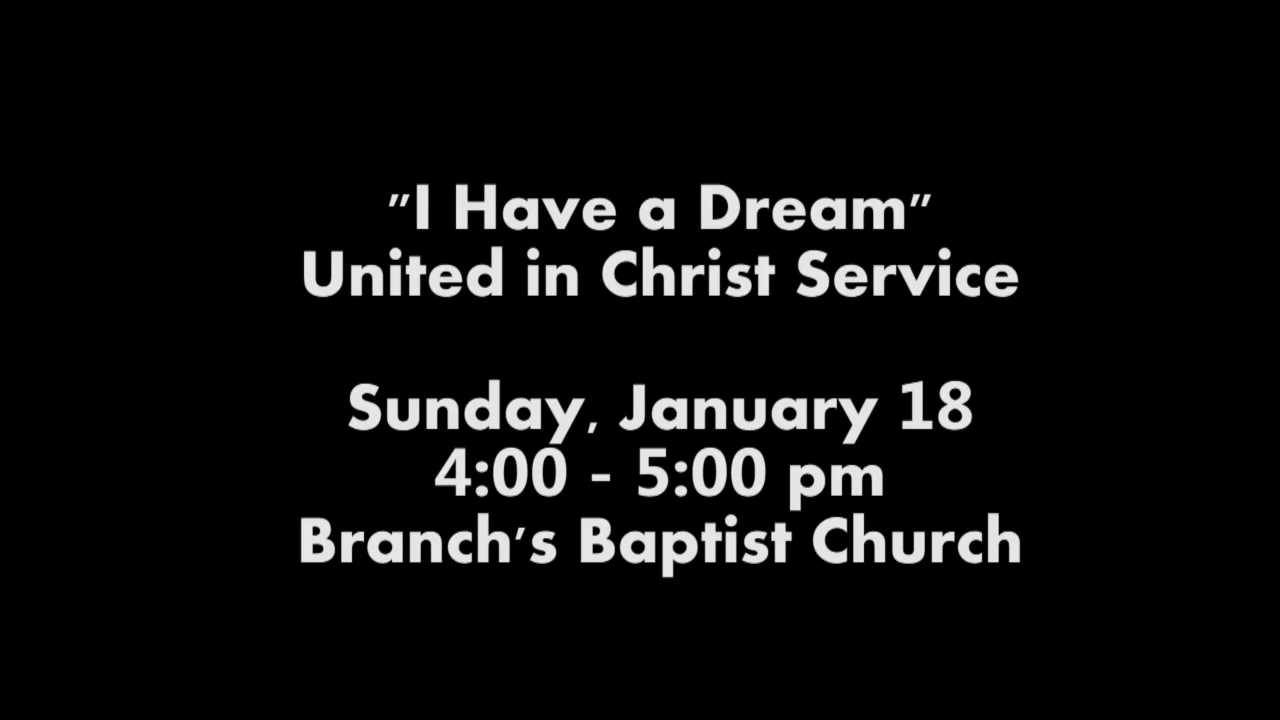 "I Have a Dream"
United in Christ Service
Sunday, January 18
4:00 - 5:00 pm
Branch's Baptist Church